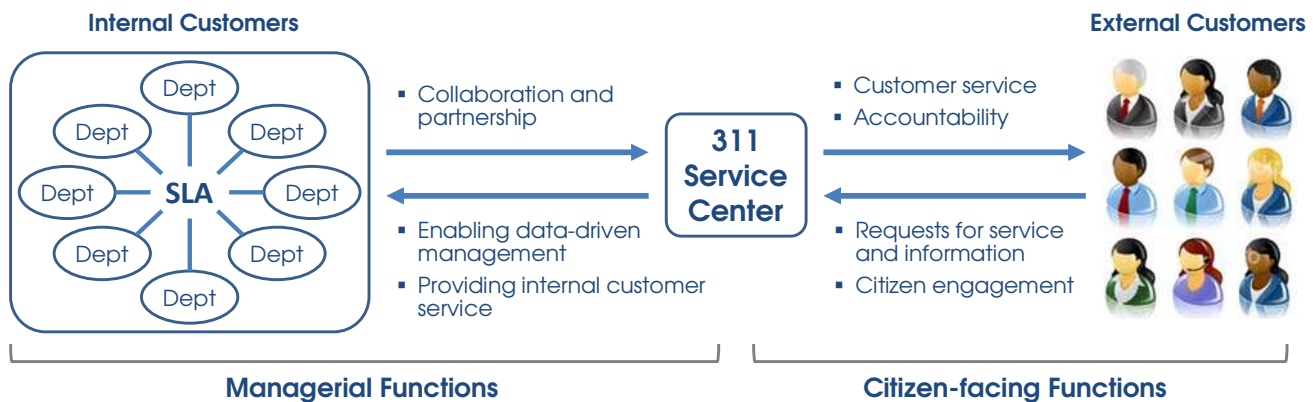 Internal Customers
External Customers
Dept
Dept
Dept
Dept
SLA
Dept
Dept
Dept
Dept
▪ Collaboration and
partnership
▪ Enabling data-driven
management
▪ Providing internal customer
service
311
Service
Center
▪ Customer service
▪ Accountability
▪ Requests for service
and information
▪ Citizen engagement
Managerial Functions
Citizen-facing Functions